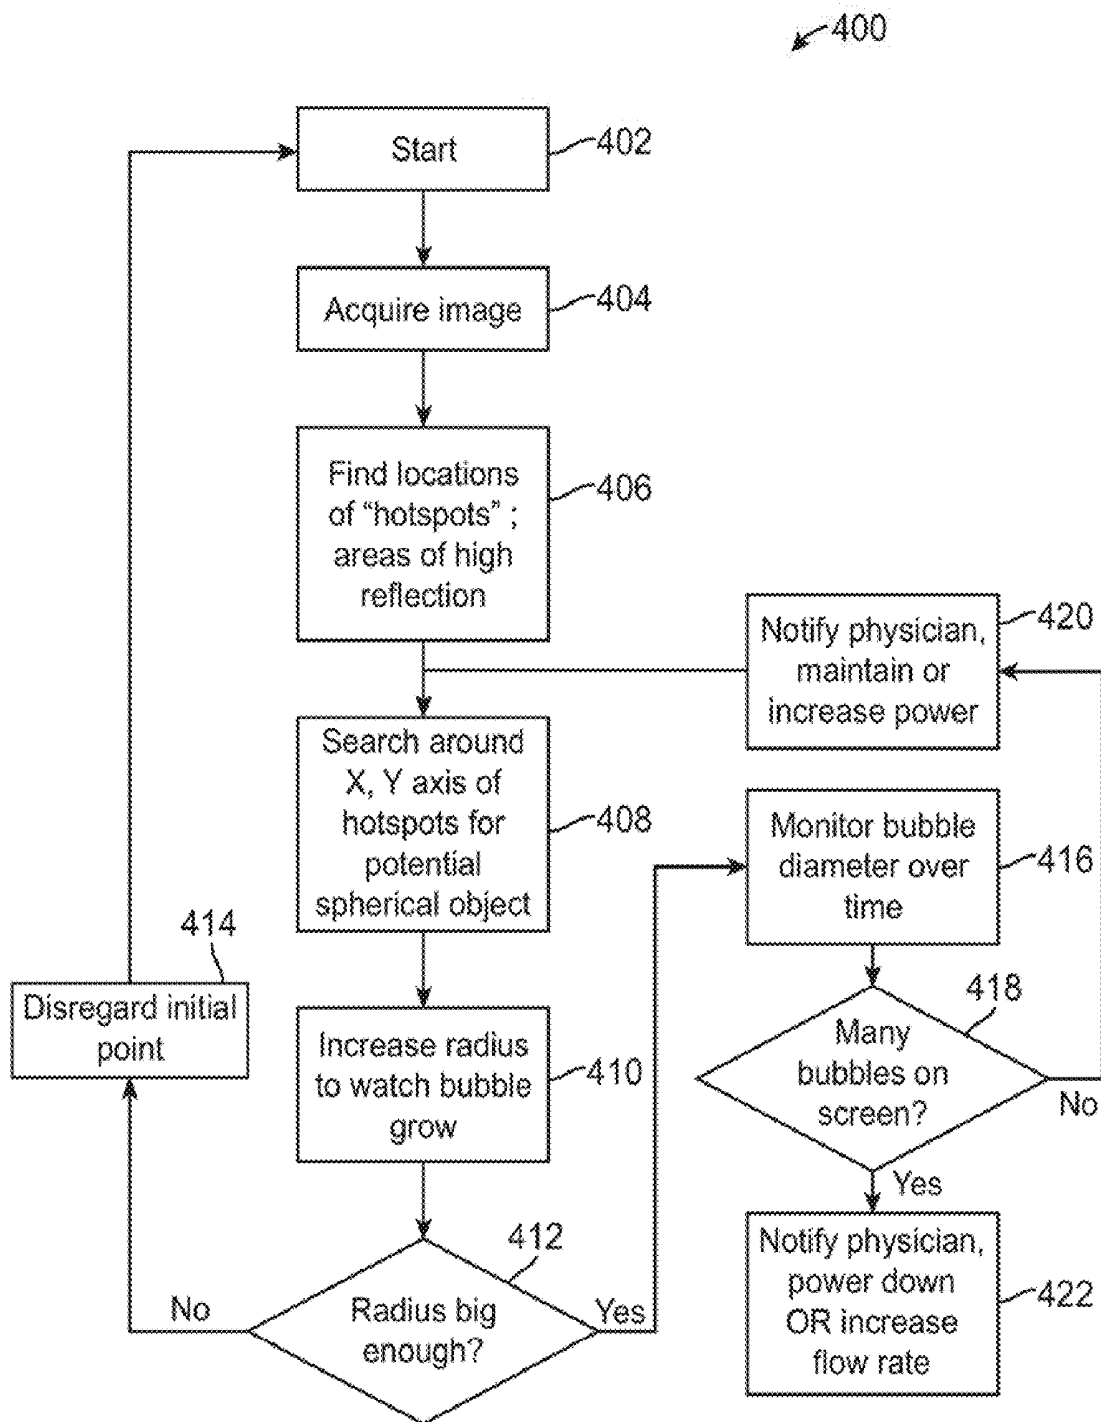 400
Start
402
Acquire image
404
Find locations
of "hotspots" ;
areas of high
reflection
406
Notify physician,
maintain or
increase power
420
Search around
X, Y axis of
hotspots for
potential
spherical object
408
Monitor bubble
diameter over
time
416
414
Disregard initial
point
Increase radius
to watch bubble
grow
410
418
Many
bubbles on
screen?
No
Yes
412
Radius big
enough?
No
Yes
Notify physician,
power down
OR increase
flow rate
422